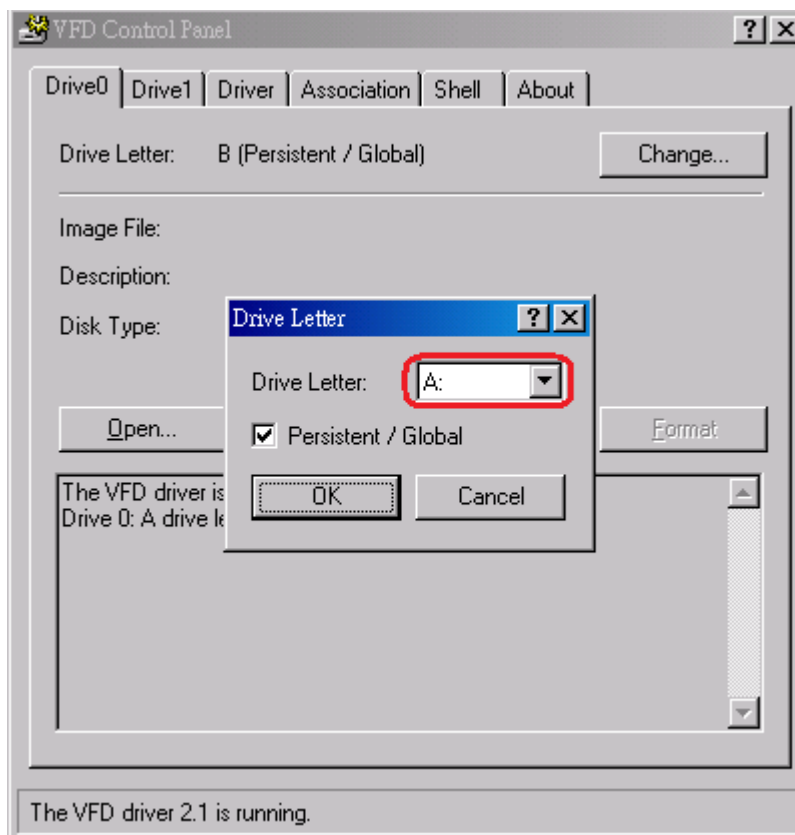 VFD Control Panel
Drive0 Drive1 Driver Association Shell About
Drive Letter: B (Persistent / Global) Change...
Image File:
Description:
Disk Type:
Drive Letter
Drive Letter: A:
Persistent / Global
OK Cancel
Open... Format
The VFD driver is
Drive 0: A drive le
The VFD driver 2.1 is running.